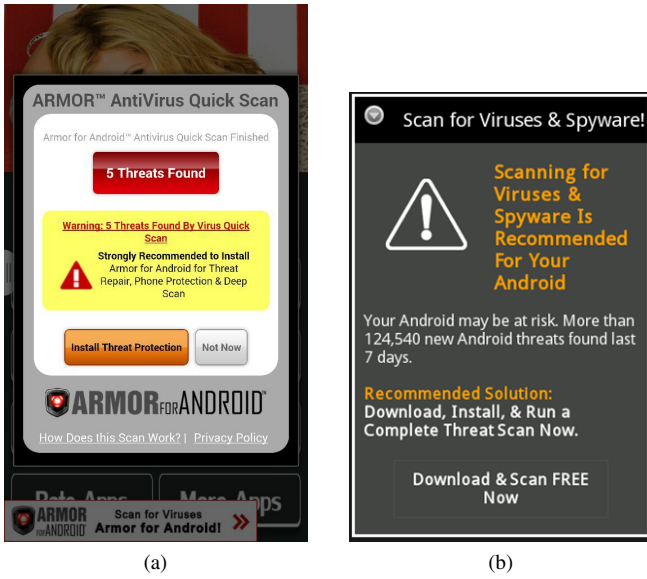 ARMOR™ AntiVirus Quick Scan
Armor for Android™ Antivirus Quick Scan Finished
5 Threats Found
Warning: 5 Threats Found By Virus Quick
Scan
Strongly Recommended to Install
Armor for Android for Threat
Repair, Phone Protection & Deep
Scan
Install Threat Protection
Not Now
ARMOR FOR ANDROID™
How Does this Scan Work? | Privacy Policy
Rate Apps
More Apps
ARMOR
FOR ANDROID
Scan for Viruses
Armor for Android!
(a)
Scan for Viruses & Spyware!
Scanning for
Viruses &
Spyware Is
Recommended
For Your
Android
Your Android may be at risk. More than
124,540 new Android threats found last
7 days.
Recommended Solution:
Download, Install, & Run a
Complete Threat Scan Now.
Download & Scan FREE
Now
(b)